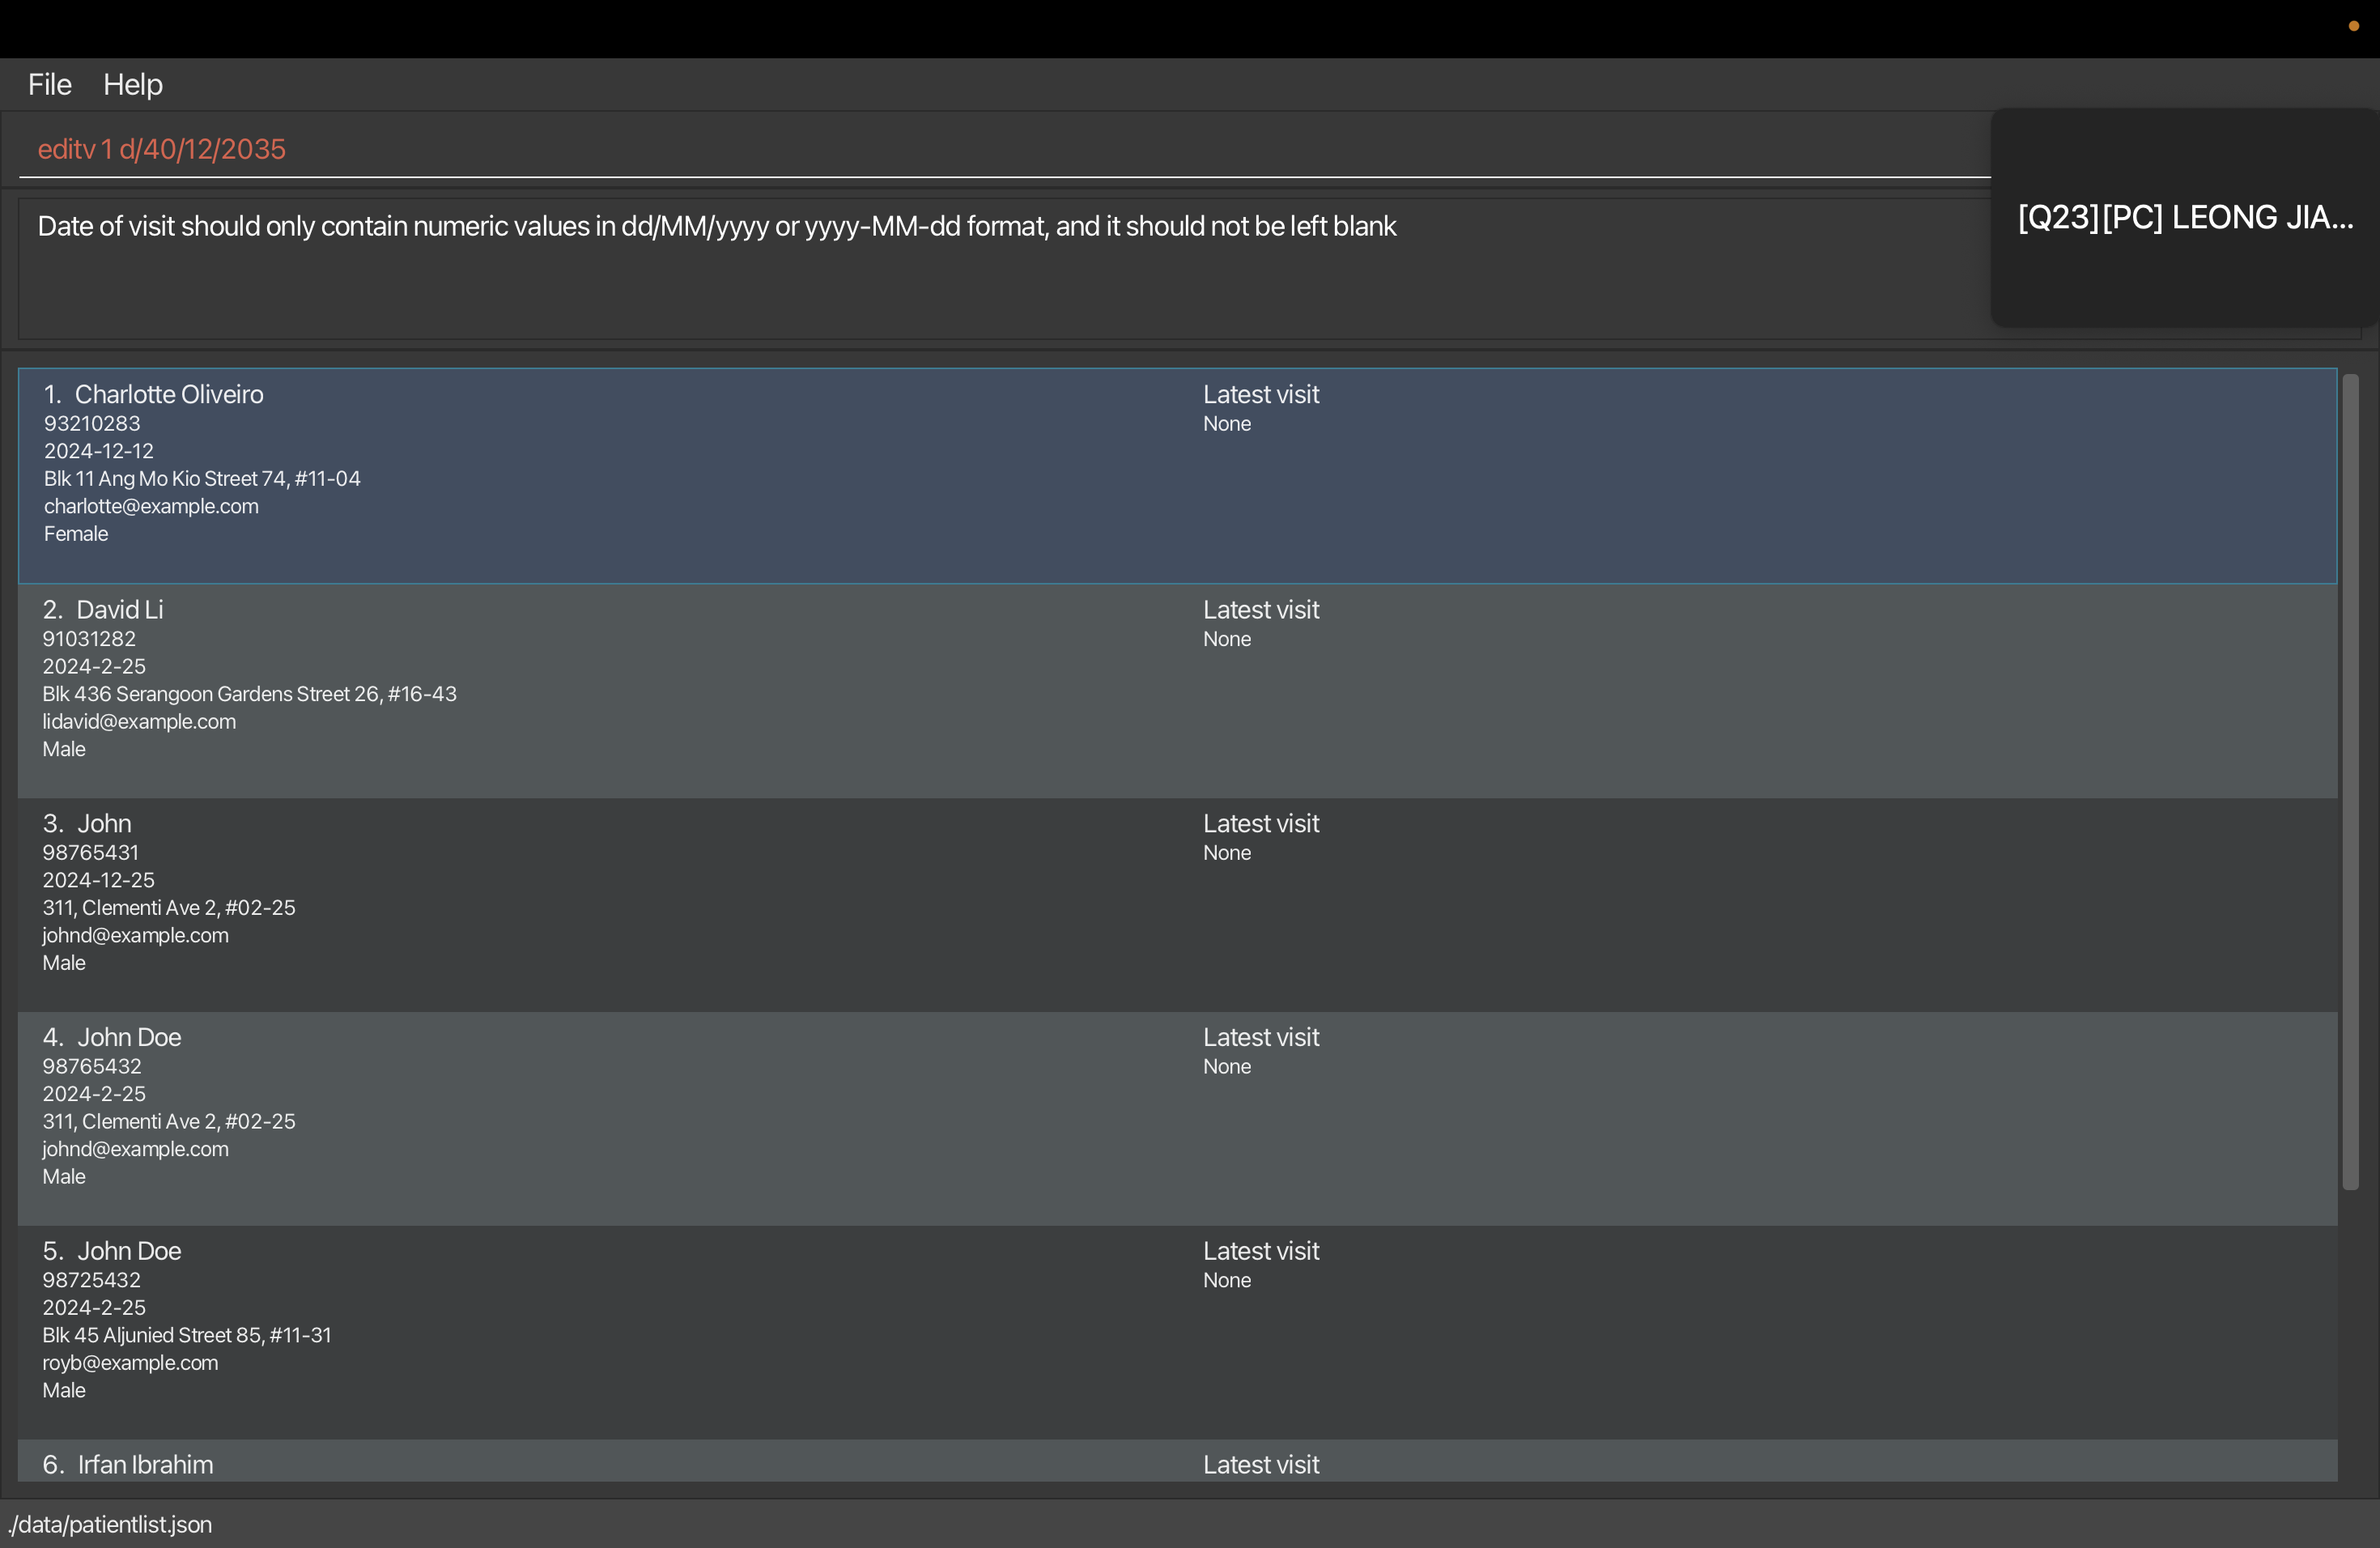 File Help
editv 1 d/40/12/2035
[Q23][PC] LEONG JIA...
Date of visit should only contain numeric values in dd/MM/yyyy or yyyy-MM-dd format, and it should not be left blank
1. Charlotte Oliveiro
93210283
2024-12-12
Blk 11 Ang Mo Kio Street 74, #11-04
charlotte@example.com
Female
Latest visit
None
2. David Li
91031282
2024-2-25
Blk 436 Serangoon Gardens Street 26, #16-43
lidavid@example.com
Male
Latest visit
None
3. John
98765431
2024-12-25
311, Clementi Ave 2, #02-25
johnd@example.com
Male
Latest visit
None
4. John Doe
98765432
2024-2-25
311, Clementi Ave 2, #02-25
johnd@example.com
Male
Latest visit
None
5. John Doe
98725432
2024-2-25
Blk 45 Aljunied Street 85, #11-31
royb@example.com
Male
Latest visit
None
6. Irfan Ibrahim
Latest visit
./data/patientlist.json